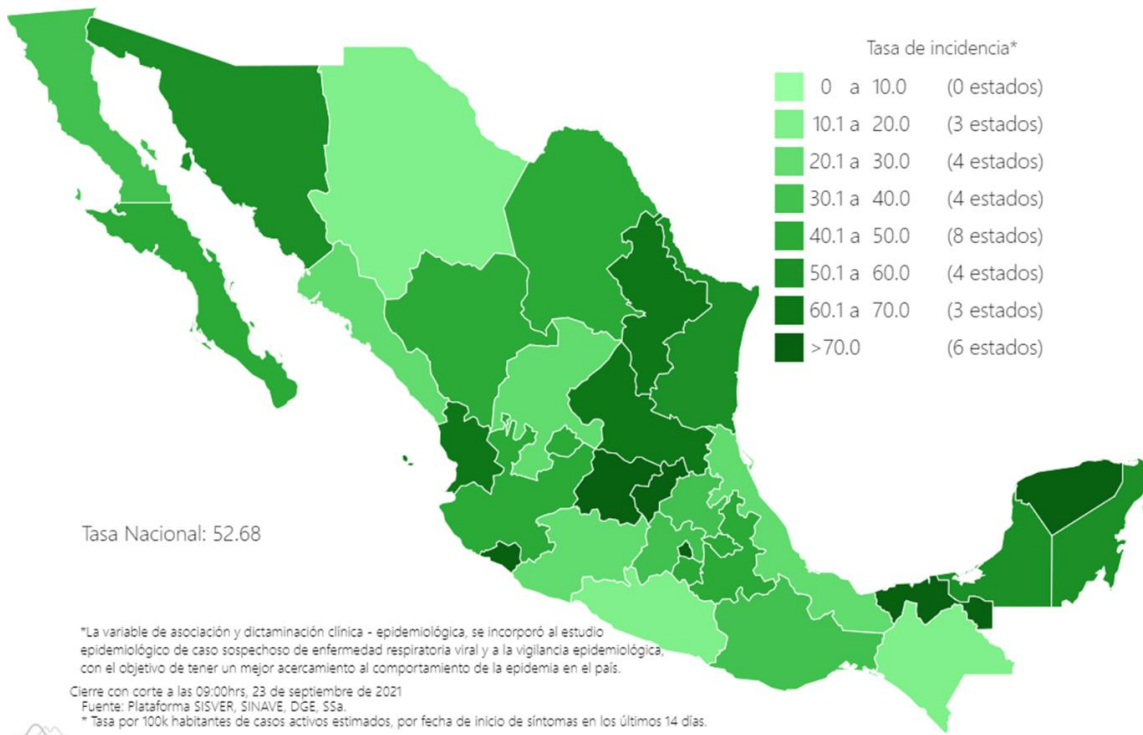 Tasa de incidencia*
0 a 10.0 (0 estados)
10.1 a 20.0 (3 estados)
20.1 a 30.0 (4 estados)
30.1 a 40.0 (4 estados)
40.1 a 50.0 (8 estados)
50.1 a 60.0 (4 estados)
60.1 a 70.0 (3 estados)
>70.0 (6 estados)
Tasa Nacional: 52.68
*La variable de asociación y dictaminación clínica - epidemiológica, se incorporó al estudio
epidemiológico de caso sospechoso de enfermedad respiratoria viral y a la vigilancia epidemiológica,
con el objetivo de tener un mejor acercamiento al comportamiento de la epidemia en el país.
Cierre con corte a las 09:00hrs, 23 de septiembre de 2021
Fuente: Plataforma SISVER, SINAVE, DGE, SSa.
* Tasa por 100k habitantes de casos activos estimados, por fecha de inicio de síntomas en los últimos 14 días.